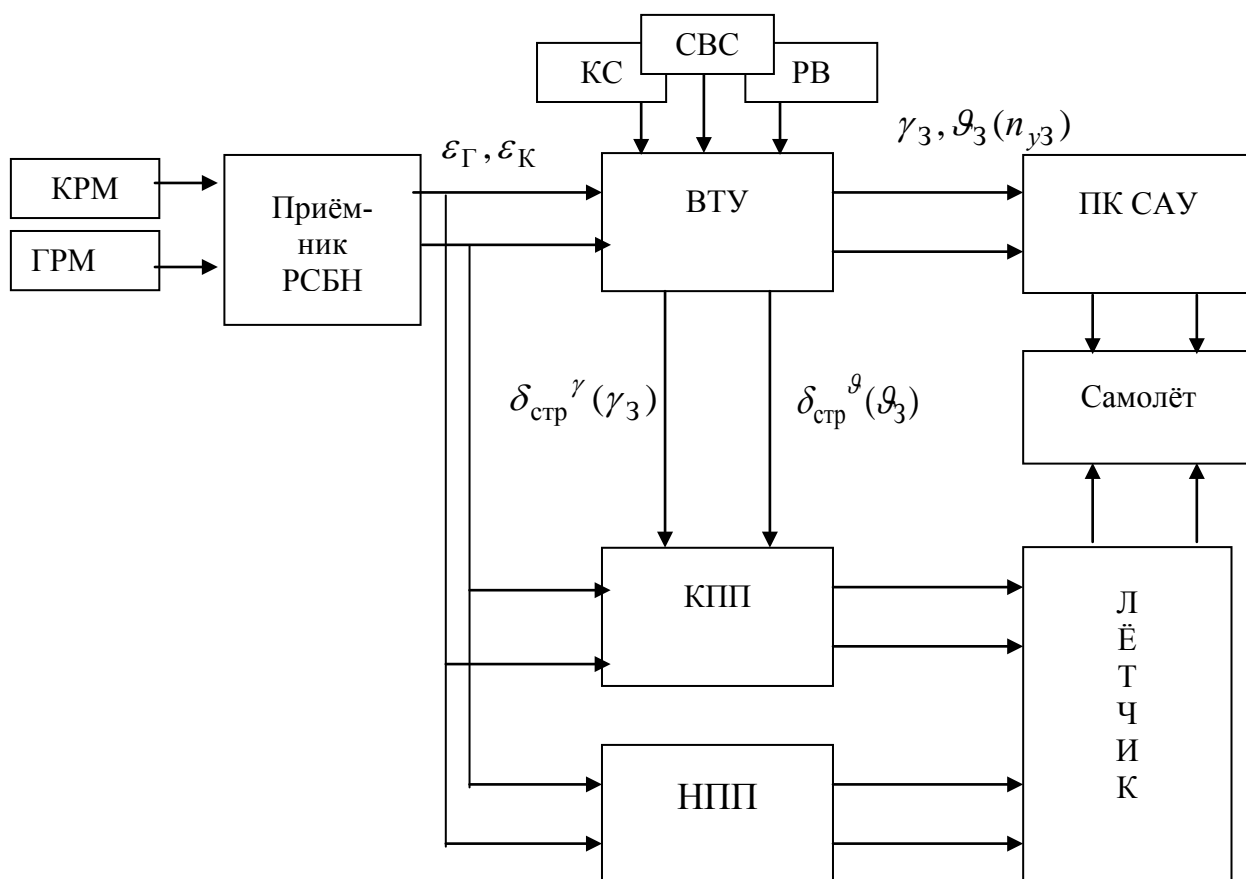 СВС
КС
РВ
КРМ
ГРМ
Приём-
ник
РСБН
ε_Г, ε_К
ВТУ
γ_З, ϑ_З(n_уЗ)
ПК САУ
δ_стр^γ(γ_З)
δ_стр^ϑ(ϑ_З)
Самолёт
КПП
НПП
Л
Ё
Т
Ч
И
К